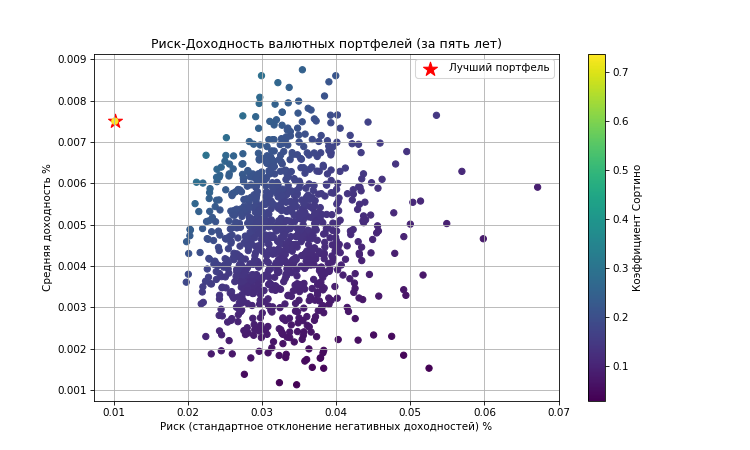 Риск-Доходность валютных портфелей (за пять лет)
Лучший портфель
0.009
0.008
0.007
0.006
0.005
0.004
0.003
0.002
0.001
Средняя доходность %
0.01 0.02 0.03 0.04 0.05 0.06 0.07
Риск (стандартное отклонение негативных доходностей) %
0.7
0.6
0.5
0.4
0.3
0.2
0.1
Коэффициент Сортино